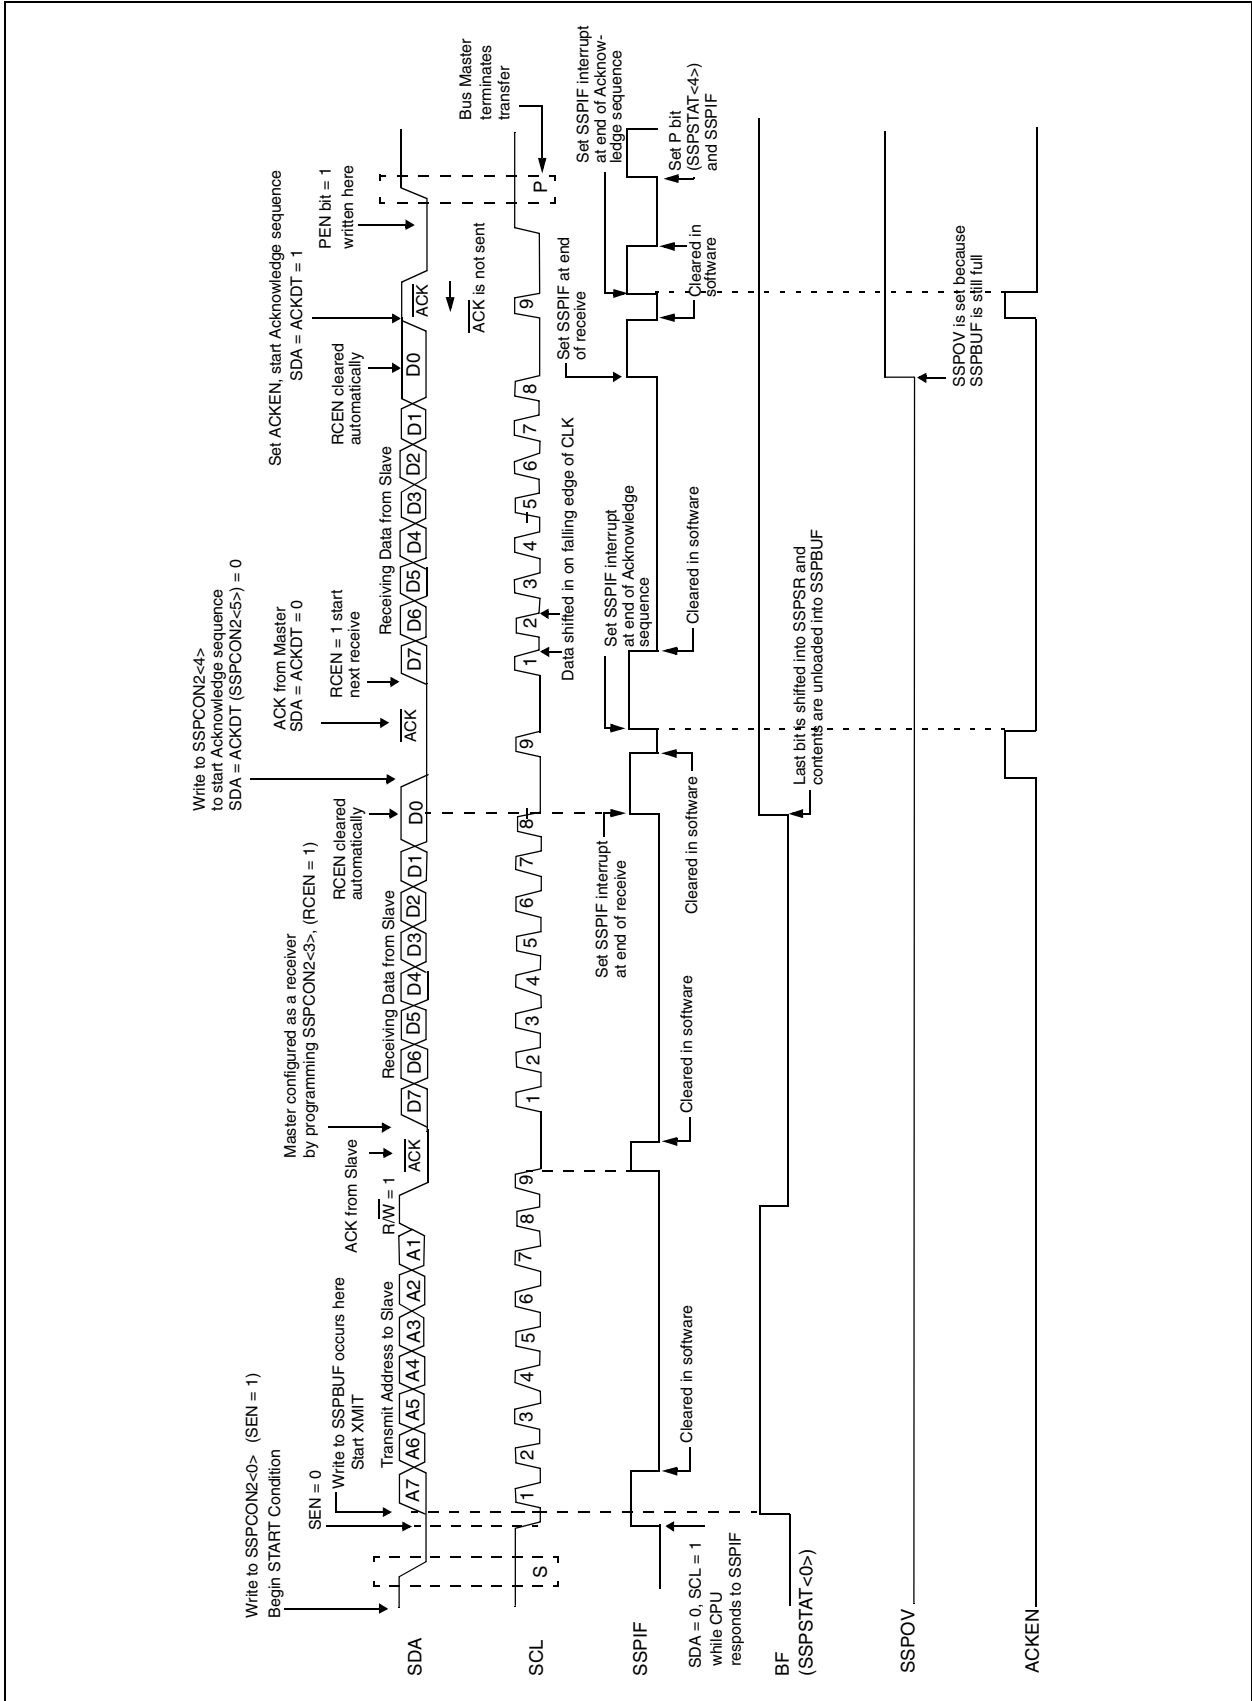 Write to SSPCON2<0> (SEN = 1)
Begin START Condition
SEN = 0
Write to SSPBUF occurs here
Start XMIT
Transmit Address to Slave
ACK from Slave
R/W = 1
Master configured as a receiver
by programming SSPCON2<3>, (RCEN = 1)
Receiving Data from Slave
RCEN cleared
automatically
Write to SSPCON2<4>
to start Acknowledge sequence
SDA = ACKDT (SSPCON2<5>) = 0
ACK from Master
SDA = ACKDT = 0
RCEN = 1 start
next receive
Receiving Data from Slave
RCEN cleared
automatically
Set ACKEN, start Acknowledge sequence
SDA = ACKDT = 1
PEN bit = 1
written here
SDA
A7 A6 A5 A4 A3 A2 A1
ACK
D7 D6 D5 D4 D3 D2 D1 D0
ACK
D7 D6 D5 D4 D3 D2 D1 D0
ACK
ACK is not sent
Bus Master
terminates
transfer
SCL
S
1 2 3 4 5 6 7 8 9
1 2 3 4 5 6 7 8
9
1 2 3 4 5 6 7 8
9
P
Data shifted in on falling edge of CLK
Set SSPIF interrupt
at end of receive
Set SSPIF interrupt
at end of Acknowledge
sequence
Set SSPIF at end
of receive
Set SSPIF interrupt
at end of Acknow-
ledge sequence
SSPIF
SDA = 0, SCL = 1
while CPU
responds to SSPIF
Cleared in software
Cleared in software
Cleared in software
Cleared in software
Cleared in software
Cleared in
software
Set P bit
(SSPSTAT<4>)
and SSPIF
BF
(SSPSTAT<0>)
Last bit is shifted into SSPSR and
contents are unloaded into SSPBUF
SSPOV
SSPOV is set because
SSPBUF is still full
ACKEN